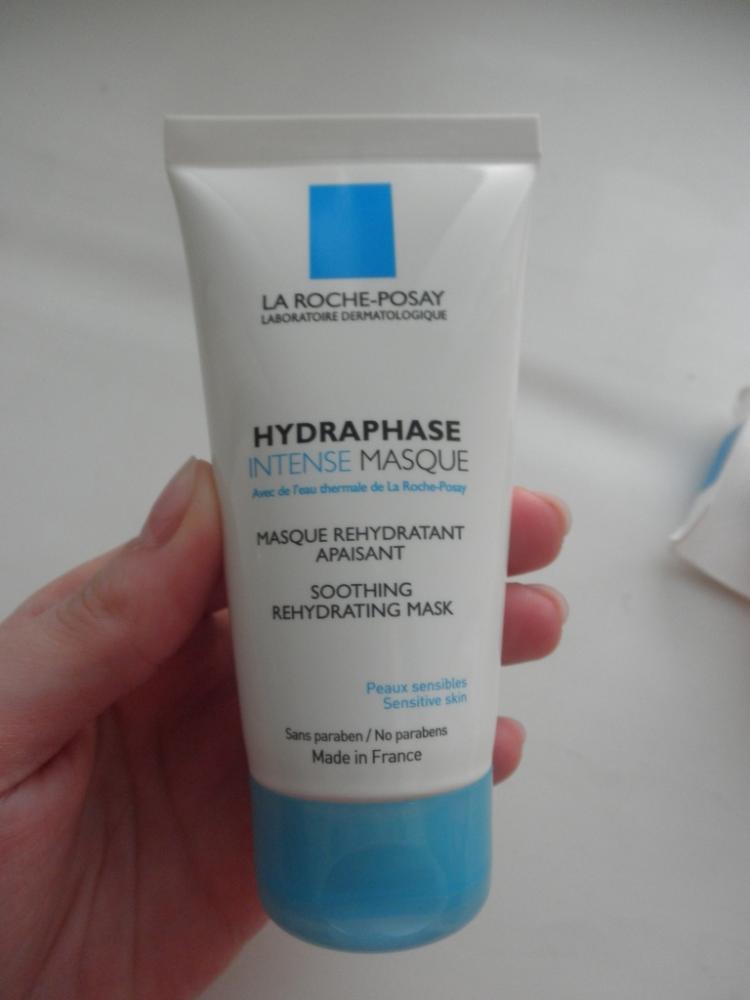 LA ROCHE-POSAY
LABORATOIRE DERMATOLOGIQUE
HYDRAPHASE
INTENSE MASQUE
Avec de l'eau thermale de La Roche-Posay
MASQUE REHYDRATANT
APAISANT
SOOTHING
REHYDRATING MASK
Peaux sensibles
Sensitive skin
Sans paraben / No parabens
Made in France